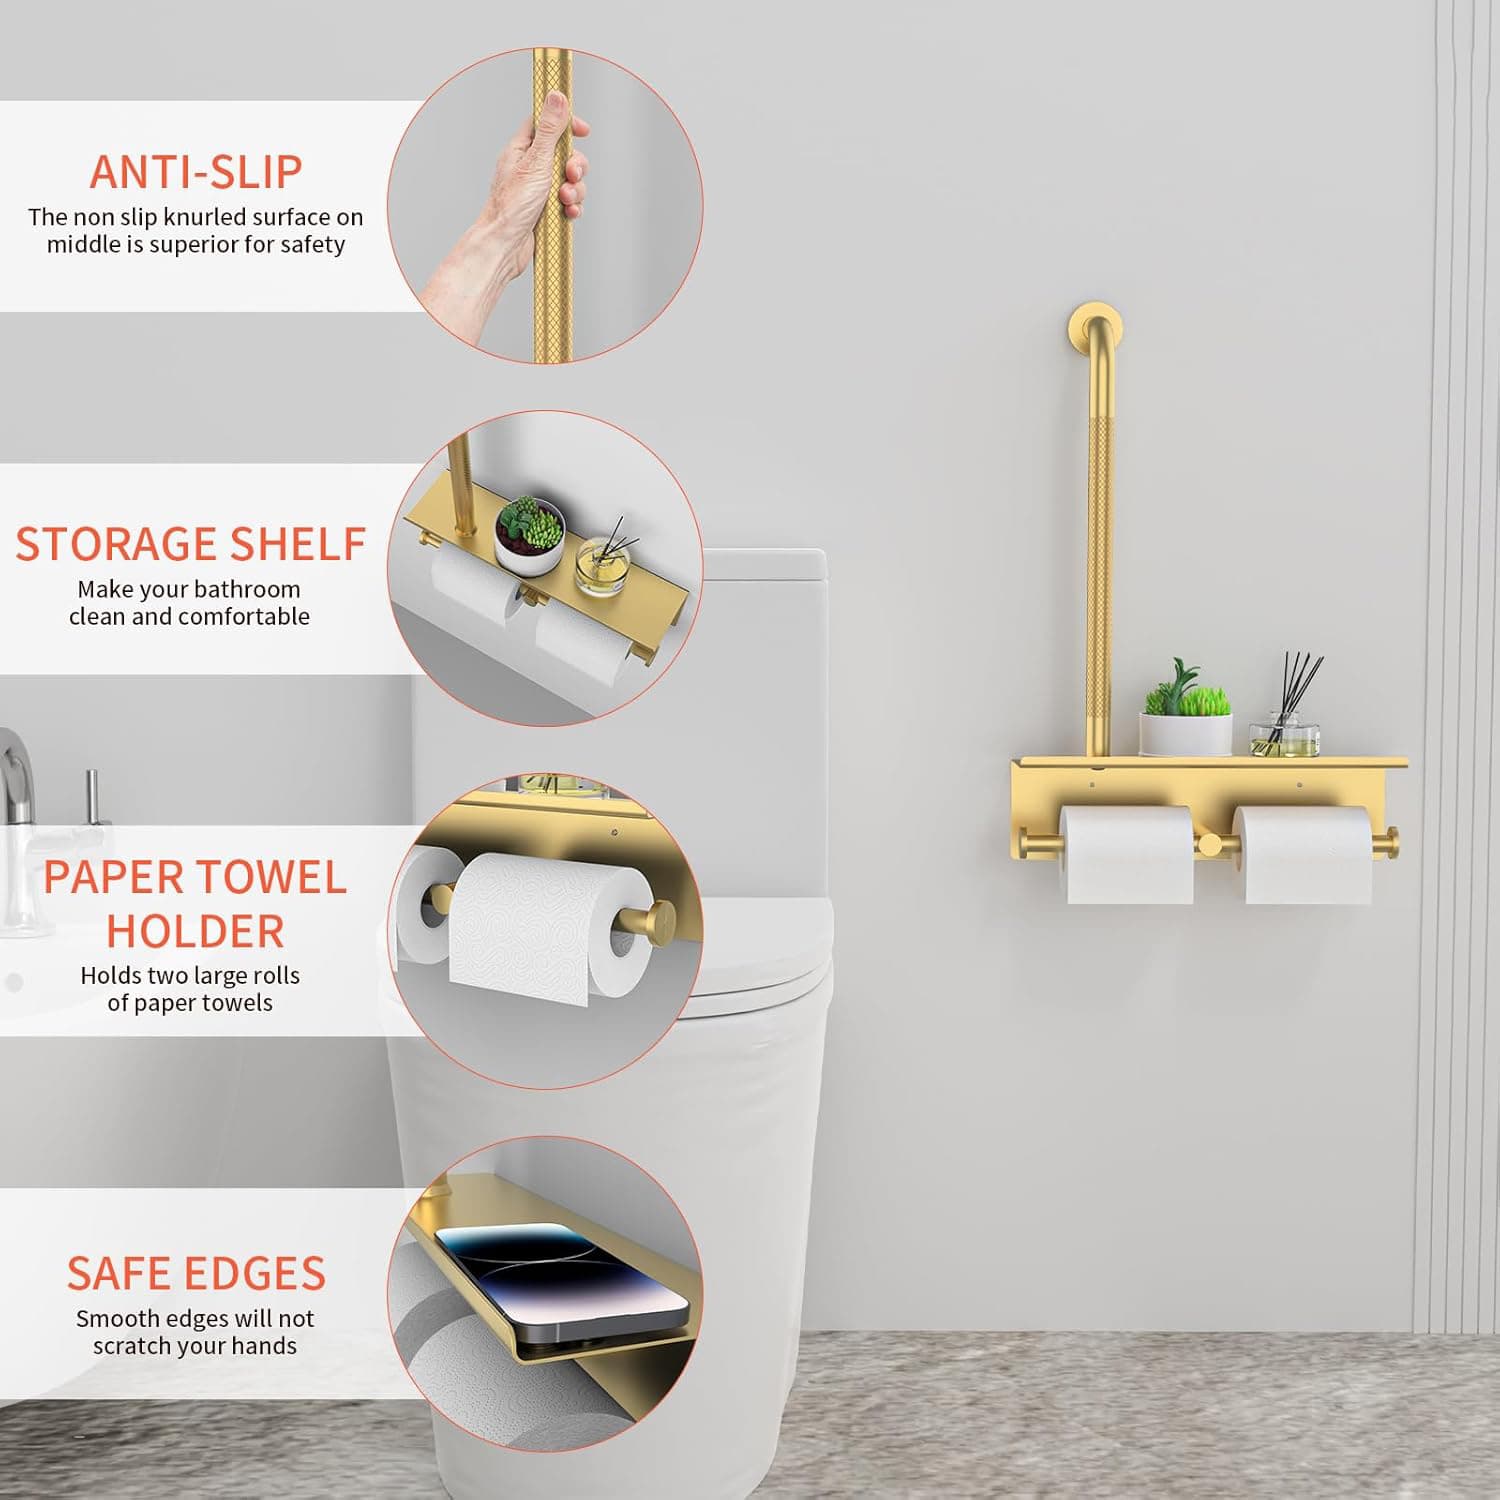 ANTI-SLIP
The non slip knurled surface on
middle is superior for safety
STORAGE SHELF
Make your bathroom
clean and comfortable
PAPER TOWEL
HOLDER
Holds two large rolls
of paper towels
SAFE EDGES
Smooth edges will not
scratch your hands